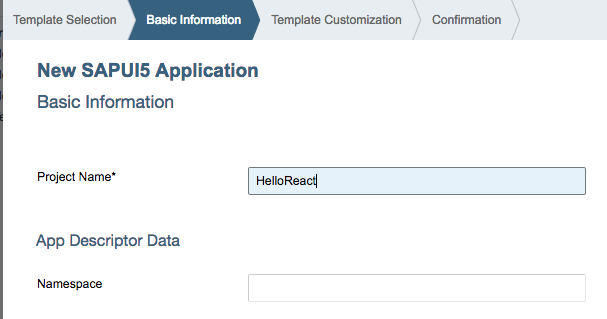 Template Selection Basic Information Template Customization Confirmation
New SAPUI5 Application
Basic Information
Project Name* HelloReact
App Descriptor Data
Namespace